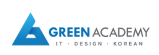 GREEN ACADEMY
IT · DESIGN · KOREAN